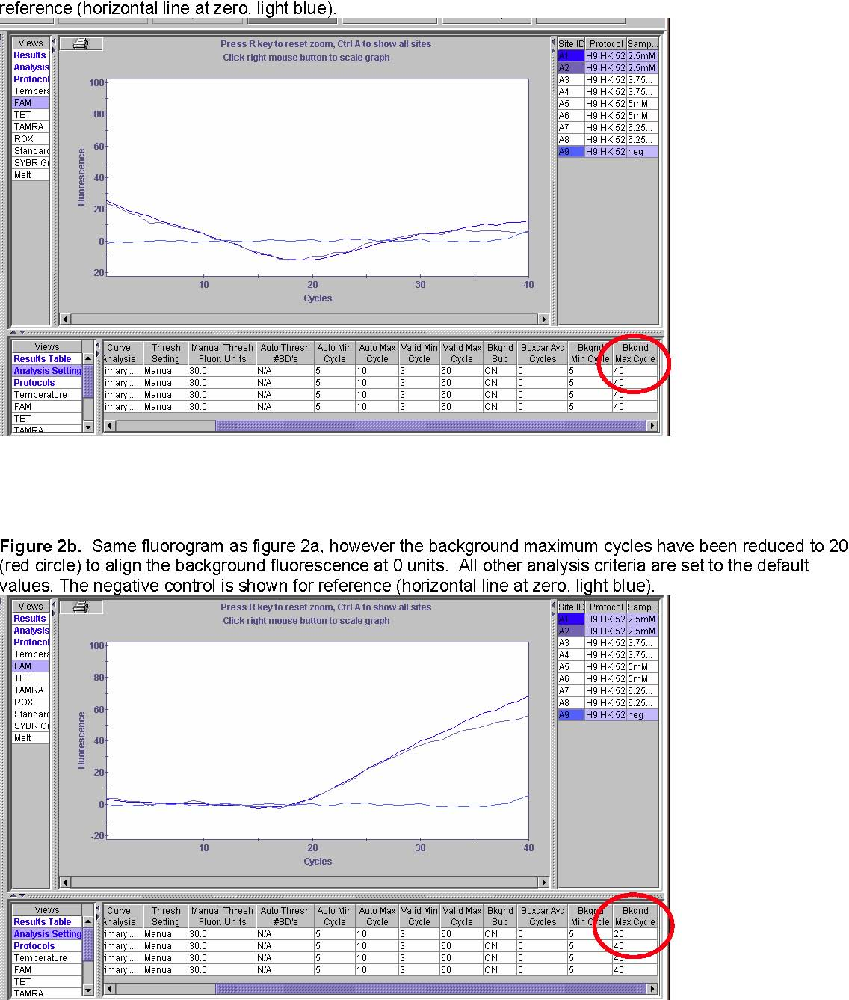 reference (horizontal line at zero, light blue).
Views
Results
Analysis
Protocol
Tempera
FAM
TET
TAMRA
ROX
Standard
SYBR Gr
Melt
Press R key to reset zoom, Ctrl A to show all sites
Click right mouse button to scale graph
Fluorescence
100
80
60
40
20
0
-20
10 20 30 40
Cycles
Site ID Protocol Samp...
A1 H9 HK 52 2.5mM
A2 H9 HK 52 2.5mM
A3 H9 HK 52 3.75...
A4 H9 HK 52 3.75...
A5 H9 HK 52 5mM
A6 H9 HK 52 5mM
A7 H9 HK 52 6.25...
A8 H9 HK 52 6.25...
A9 H9 HK 52 neg
Views
Results Table
Analysis Setting
Protocols
Temperature
FAM
TET
TAMRA
Curve Thresh Manual Thresh Auto Thresh Auto Min Auto Max Valid Min Valid Max Bkgnd Boxcar Avg Bkgnd Bkgnd
Analysis Setting Fluor. Units #SD's Cycle Cycle Cycle Cycle Sub Cycles Min Cycle Max Cycle
rimary ... Manual 30.0 N/A 5 10 3 60 ON 0 5 40
rimary ... Manual 30.0 N/A 5 10 3 60 ON 0 5 40
rimary ... Manual 30.0 N/A 5 10 3 60 ON 0 5 40
rimary ... Manual 30.0 N/A 5 10 3 60 ON 0 5 40
Figure 2b. Same fluorogram as figure 2a, however the background maximum cycles have been reduced to 20
(red circle) to align the background fluorescence at 0 units. All other analysis criteria are set to the default
values. The negative control is shown for reference (horizontal line at zero, light blue).
Views
Results
Analysis
Protocol
Tempera
FAM
TET
TAMRA
ROX
Standard
SYBR Gr
Melt
Press R key to reset zoom, Ctrl A to show all sites
Click right mouse button to scale graph
Fluorescence
100
80
60
40
20
0
-20
10 20 30 40
Cycles
Site ID Protocol Samp...
A1 H9 HK 52 2.5mM
A2 H9 HK 52 2.5mM
A3 H9 HK 52 3.75...
A4 H9 HK 52 3.75...
A5 H9 HK 52 5mM
A6 H9 HK 52 5mM
A7 H9 HK 52 6.25...
A8 H9 HK 52 6.25...
A9 H9 HK 52 neg
Views
Results Table
Analysis Setting
Protocols
Temperature
FAM
TET
TAMRA
Curve Thresh Manual Thresh Auto Thresh Auto Min Auto Max Valid Min Valid Max Bkgnd Boxcar Avg Bkgnd Bkgnd
Analysis Setting Fluor. Units #SD's Cycle Cycle Cycle Cycle Sub Cycles Min Cycle Max Cycle
rimary ... Manual 30.0 N/A 5 10 3 60 ON 0 5 20
rimary ... Manual 30.0 N/A 5 10 3 60 ON 0 5 40
rimary ... Manual 30.0 N/A 5 10 3 60 ON 0 5 40
rimary ... Manual 30.0 N/A 5 10 3 60 ON 0 5 40